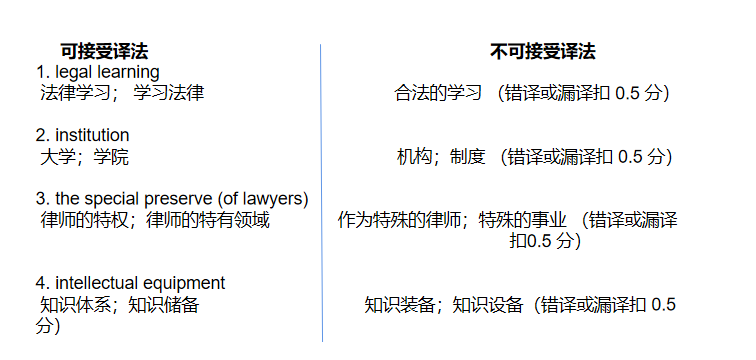 可接受译法 不可接受译法
1. legal learning
法律学习； 学习法律 合法的学习 （错译或漏译扣 0.5 分）
2. institution
大学；学院 机构；制度 （错译或漏译扣 0.5 分）
3. the special preserve (of lawyers)
律师的特权；律师的特有领域 作为特殊的律师；特殊的事业 （错译或漏译
扣0.5 分）
4. intellectual equipment
知识体系；知识储备 知识装备；知识设备（错译或漏译扣 0.5
分）